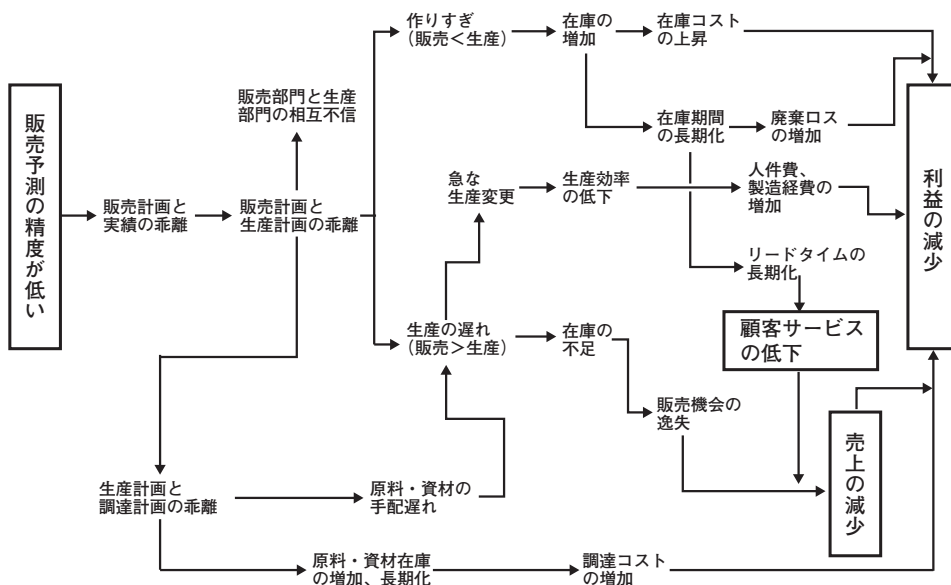 作りすぎ
（販売＜生産）
在庫の
増加
在庫コスト
の上昇
販売部門と生産
部門の相互不信
在庫期間
の長期化
廃棄ロス
の増加
販売予測の精度が低い
利益の減少
急な
生産変更
生産効率
の低下
人件費、
製造経費の
増加
販売計画と
実績の乖離
販売計画と
生産計画の乖離
リードタイムの
長期化
生産の遅れ
（販売＞生産）
在庫の
不足
顧客サービス
の低下
販売機会の
逸失
売上の減少
生産計画と
調達計画の乖離
原料・資材の
手配遅れ
原料・資材在庫
の増加、長期化
調達コスト
の増加